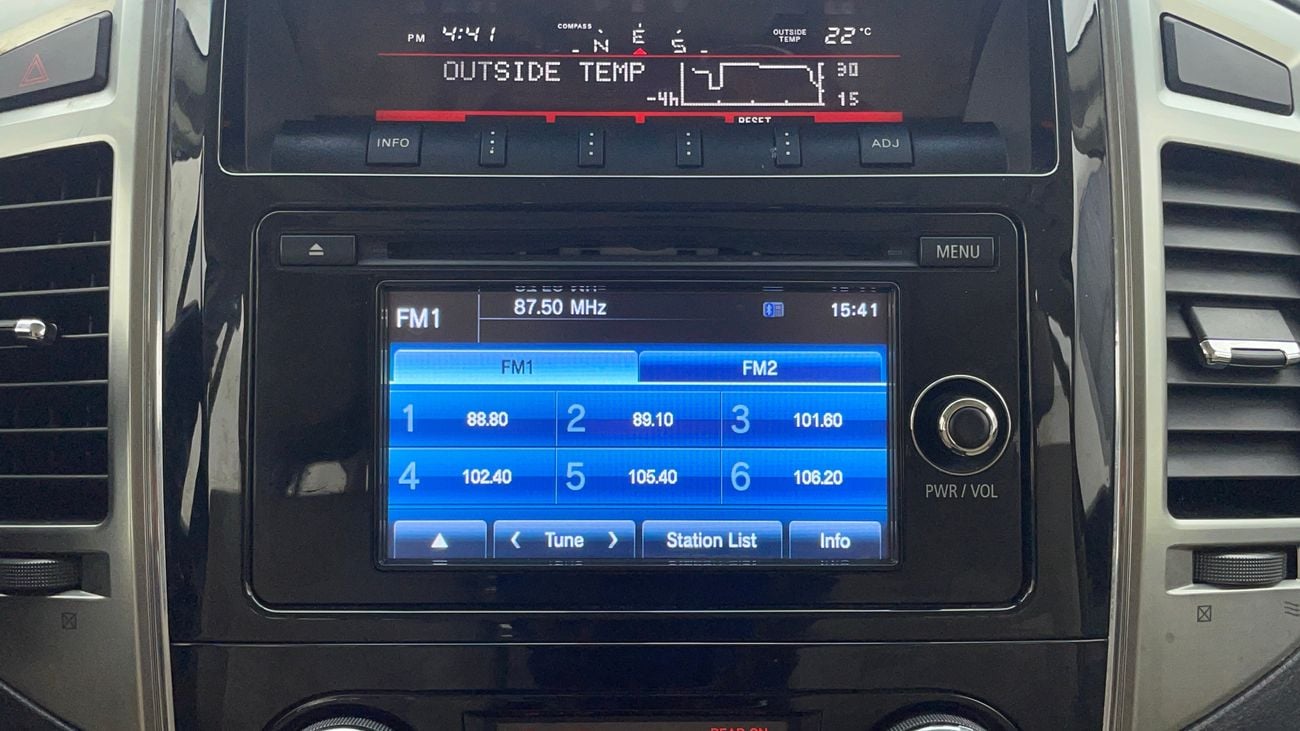 PM 4:41 COMPASS N E S OUTSIDE TEMP 22°C
OUTSIDE TEMP -4h 30 15
RESET
INFO ADJ
MENU
FM1 87.50 MHz 15:41
FM1 FM2
1 88.80 2 89.10 3 101.60
4 102.40 5 105.40 6 106.20
Tune Station List Info
PWR / VOL
REAR ON